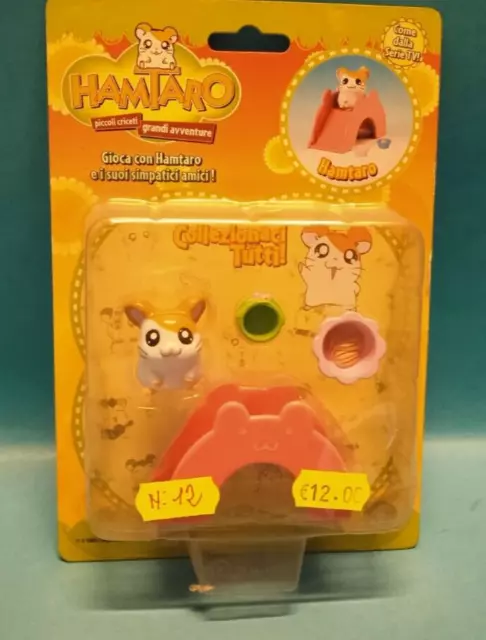 HAMTARO
piccoli criceti
grandi avventure
Gioca con Hamtaro
e i suoi simpatici amici!
Come
dalla
Serie TV!
Hamtaro
Collezionaci
Tutti!
N: 12
€12.00